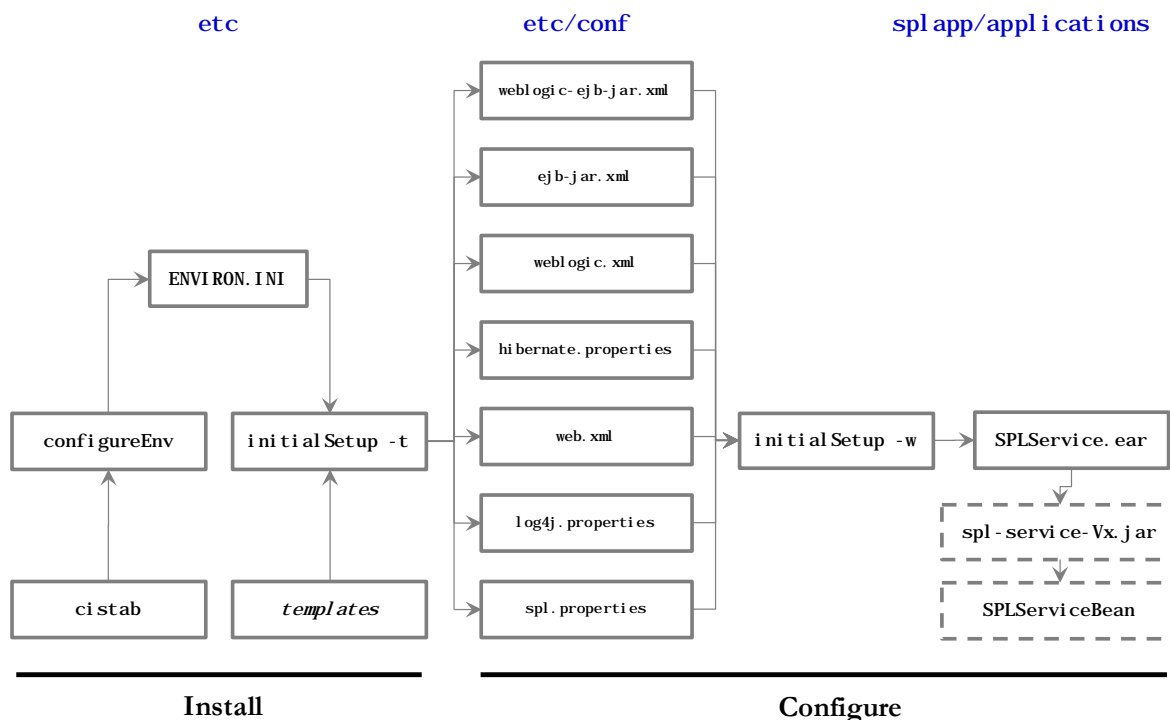 etc
etc/conf
splapp/applications
weblogic-ejb-jar.xml
ejb-jar.xml
weblogic.xml
ENVIRON.INI
hibernate.properties
configureEnv
initialSetup -t
web.xml
initialSetup -w
SPLService.ear
log4j.properties
spl-service-Vx.jar
cistab
templates
spl.properties
SPLServiceBean
Install
Configure